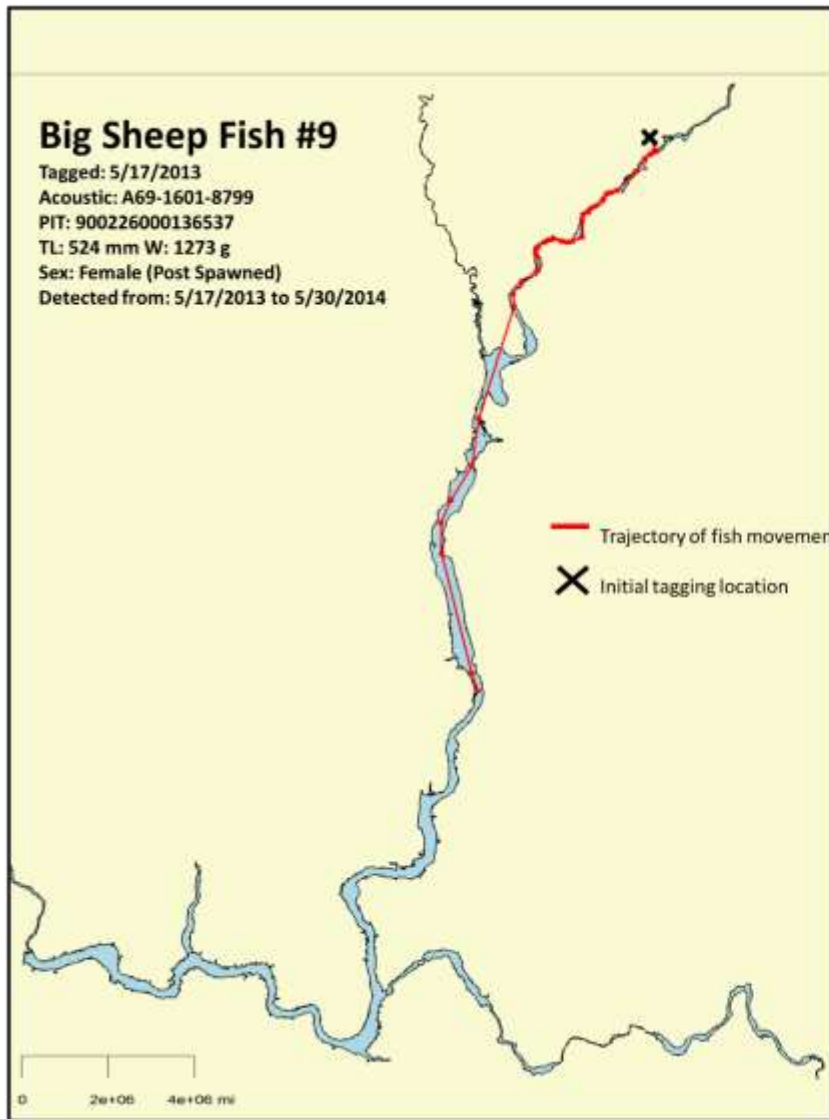 Big Sheep Fish #9
Tagged: 5/17/2013
Acoustic: A69-1601-8799
PIT: 900226000136537
TL: 524 mm W: 1273 g
Sex: Female (Post Spawned)
Detected from: 5/17/2013 to 5/30/2014
Trajectory of fish movemen
Initial tagging location
0 2e+06 4e+06 mi